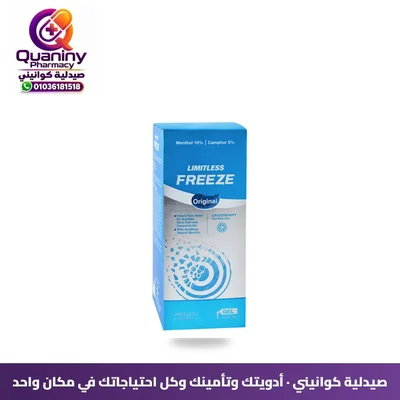 Quaniny
Pharmacy
صيدلية كوانيني
01036181518
Menthol 10% | Camphor 5%
LIMITLESS
FREEZE
Original
GEL
صيدلية كوانيني - أدويتك وتأمينك وكل احتياجاتك في مكان واحد